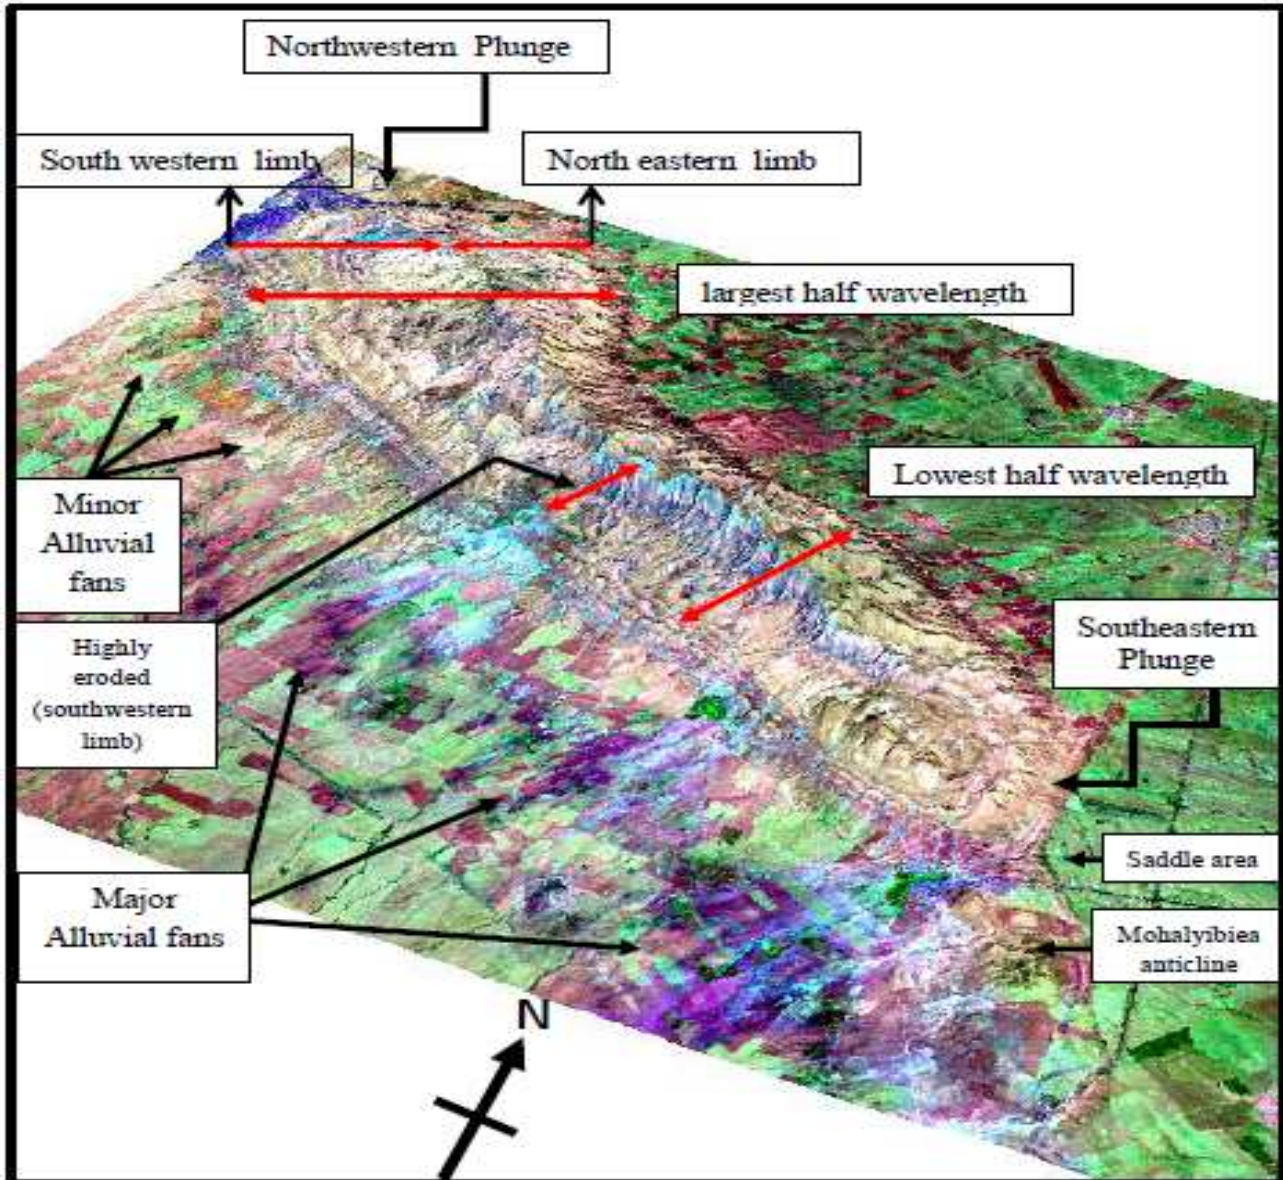 Northwestern Plunge
South western limb
North eastern limb
largest half wavelength
Lowest half wavelength
Minor
Alluvial
fans
Southeastern
Plunge
Highly
eroded
(southwestern
limb)
Saddle area
Major
Alluvial fans
Mohalyibiea
anticline
N